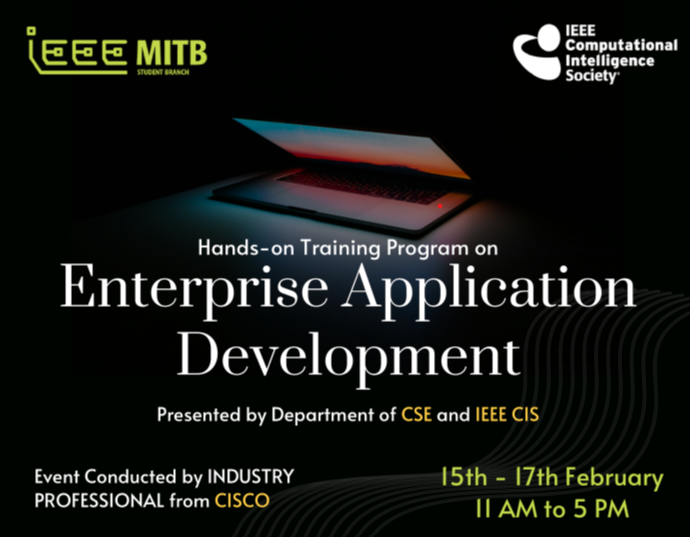 ieee MITB
STUDENT BRANCH
IEEE
Computational
Intelligence
Society
Hands-on Training Program on
Enterprise Application
Development
Presented by Department of CSE and IEEE CIS
Event Conducted by INDUSTRY
PROFESSIONAL from CISCO
15th - 17th February
11 AM to 5 PM